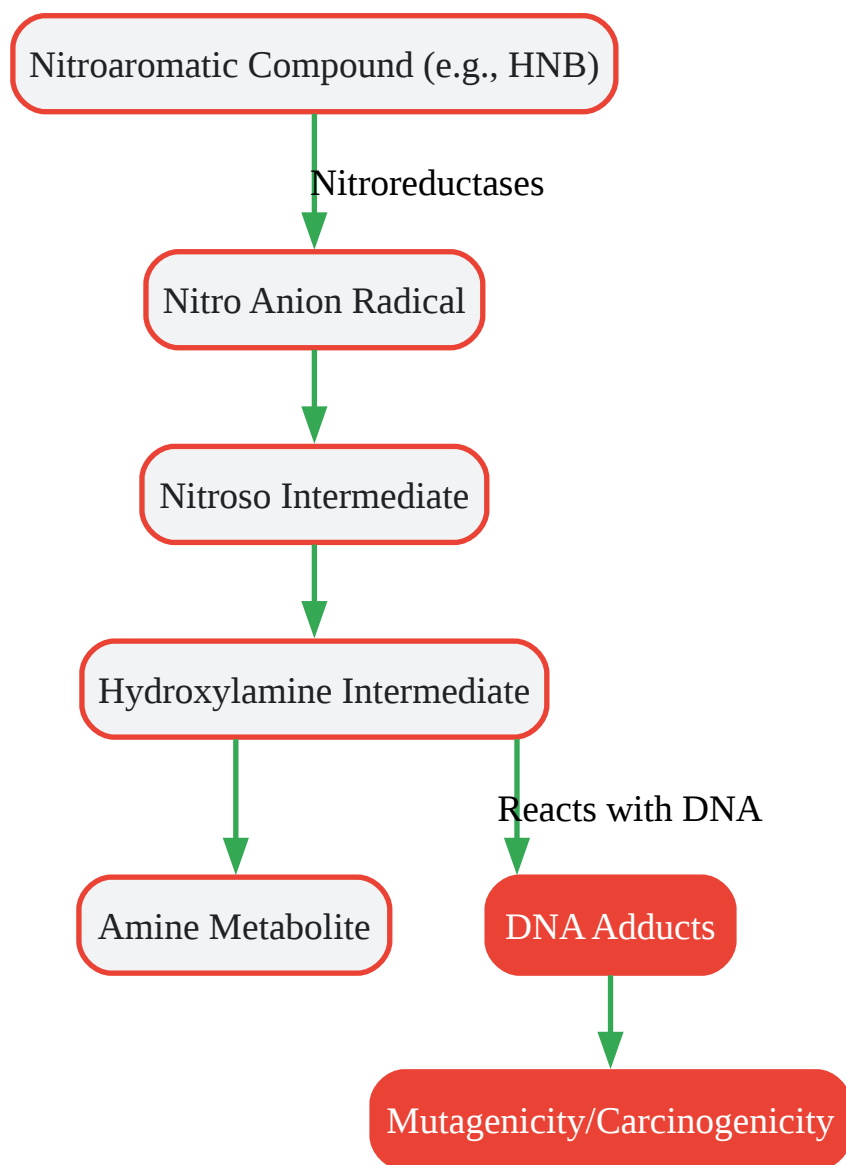 Nitroaromatic Compound (e.g., HNB)
Nitroreductases
Nitro Anion Radical
Nitroso Intermediate
Hydroxylamine Intermediate
Reacts with DNA
Amine Metabolite
DNA Adducts
Mutagenicity/Carcinogenicity